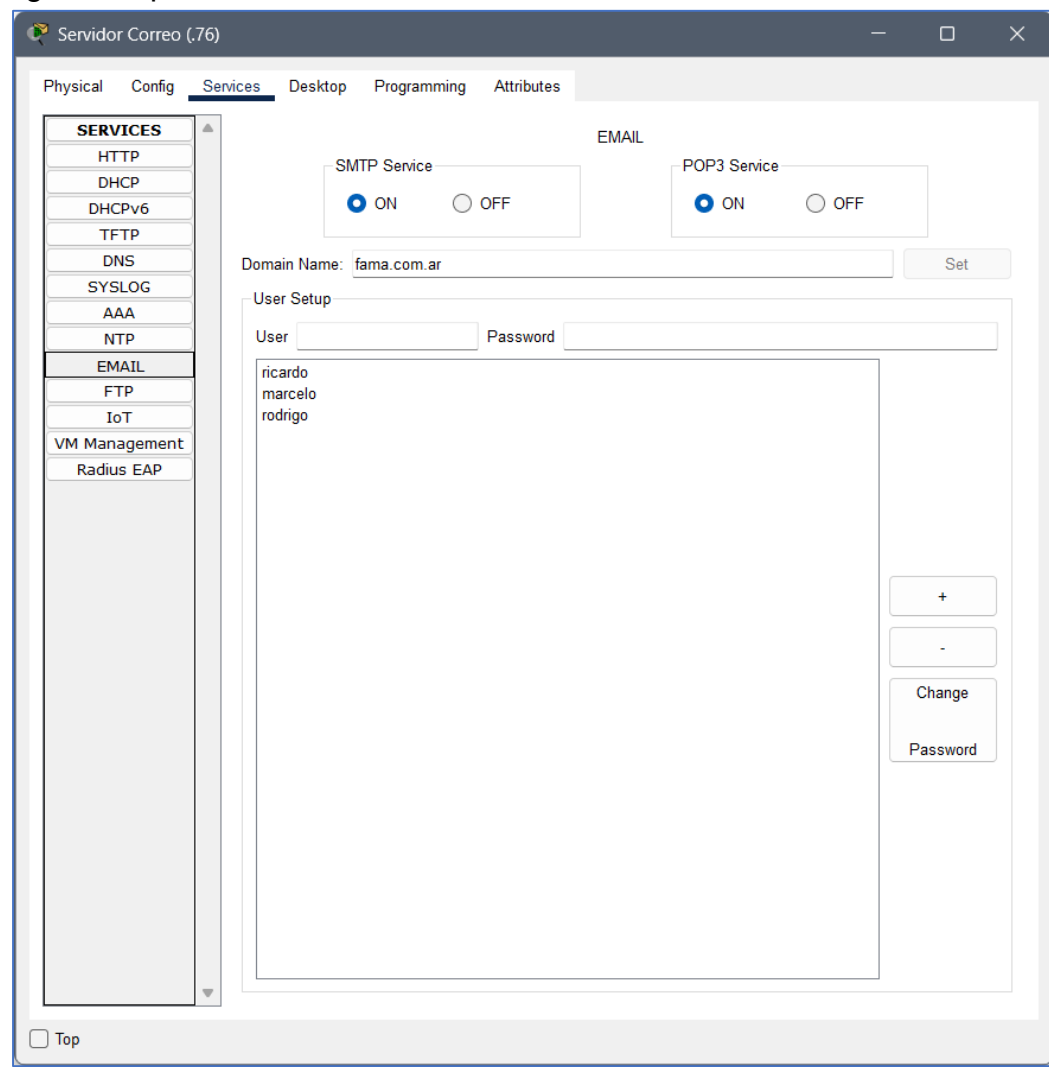 Servidor Correo (.76)
Physical Config Services Desktop Programming Attributes
SERVICES
HTTP
DHCP
DHCPv6
TFTP
DNS
SYSLOG
AAA
NTP
EMAIL
FTP
IoT
VM Management
Radius EAP
EMAIL
SMTP Service
ON OFF
POP3 Service
ON OFF
Domain Name: fama.com.ar Set
User Setup
User Password
ricardo
marcelo
rodrigo
+
-
Change
Password
Top